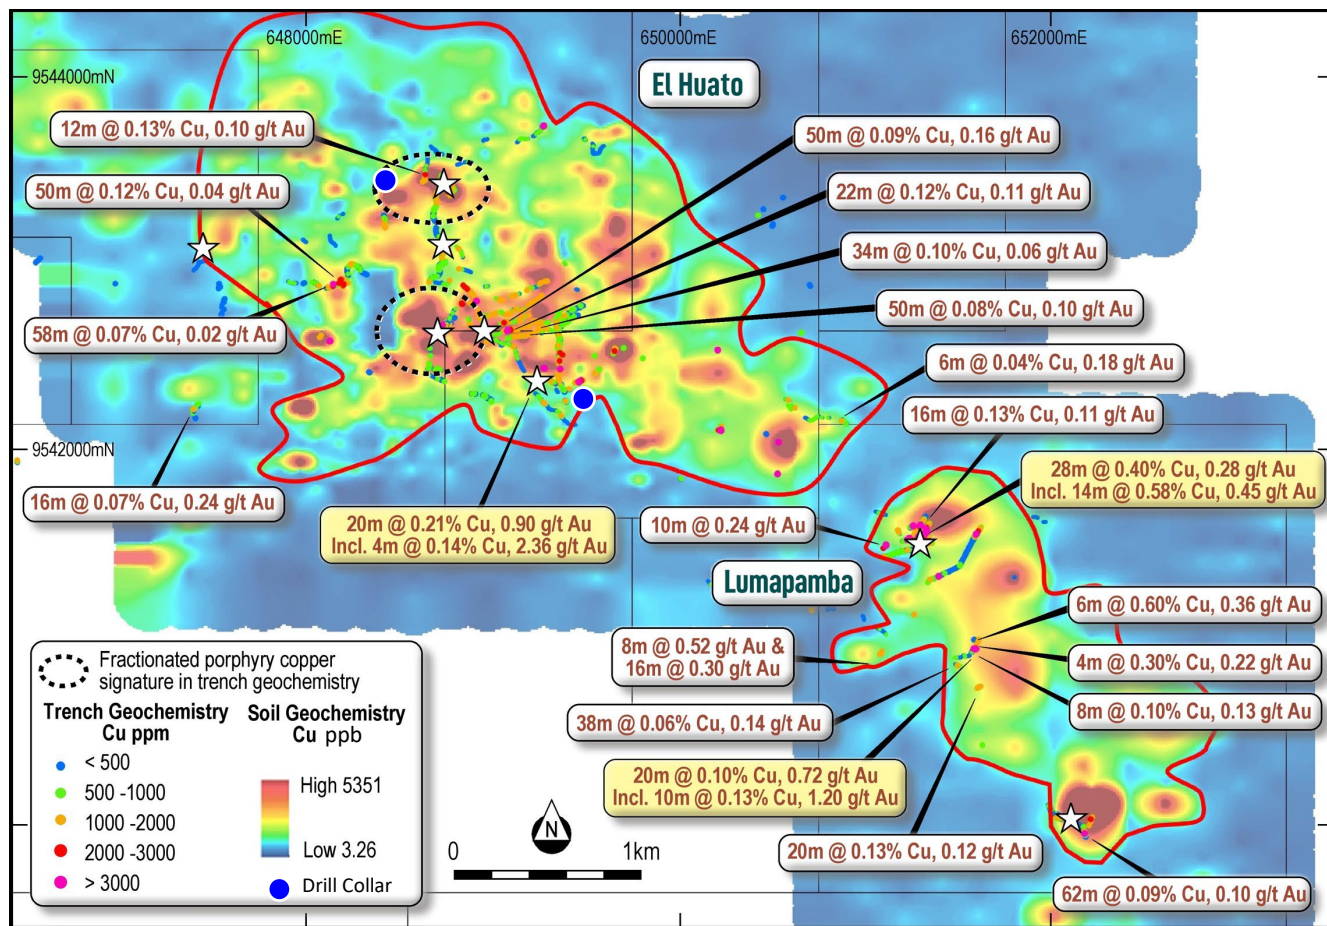 648000mE
650000mE
652000mE
9544000mN
El Huato
12m @ 0.13% Cu, 0.10 g/t Au
50m @ 0.09% Cu, 0.16 g/t Au
50m @ 0.12% Cu, 0.04 g/t Au
22m @ 0.12% Cu, 0.11 g/t Au
34m @ 0.10% Cu, 0.06 g/t Au
50m @ 0.08% Cu, 0.10 g/t Au
58m @ 0.07% Cu, 0.02 g/t Au
6m @ 0.04% Cu, 0.18 g/t Au
16m @ 0.13% Cu, 0.11 g/t Au
9542000mN
28m @ 0.40% Cu, 0.28 g/t Au
Incl. 14m @ 0.58% Cu, 0.45 g/t Au
16m @ 0.07% Cu, 0.24 g/t Au
20m @ 0.21% Cu, 0.90 g/t Au
Incl. 4m @ 0.14% Cu, 2.36 g/t Au
10m @ 0.24 g/t Au
Lumapamba
6m @ 0.60% Cu, 0.36 g/t Au
8m @ 0.52 g/t Au &
16m @ 0.30 g/t Au
4m @ 0.30% Cu, 0.22 g/t Au
8m @ 0.10% Cu, 0.13 g/t Au
38m @ 0.06% Cu, 0.14 g/t Au
20m @ 0.10% Cu, 0.72 g/t Au
Incl. 10m @ 0.13% Cu, 1.20 g/t Au
20m @ 0.13% Cu, 0.12 g/t Au
62m @ 0.09% Cu, 0.10 g/t Au
Fractionated porphyry copper
signature in trench geochemistry
Trench Geochemistry
Cu ppm
< 500
500 -1000
1000 -2000
2000 -3000
> 3000
Soil Geochemistry
Cu ppb
High 5351
Low 3.26
Drill Collar
N
0
1km